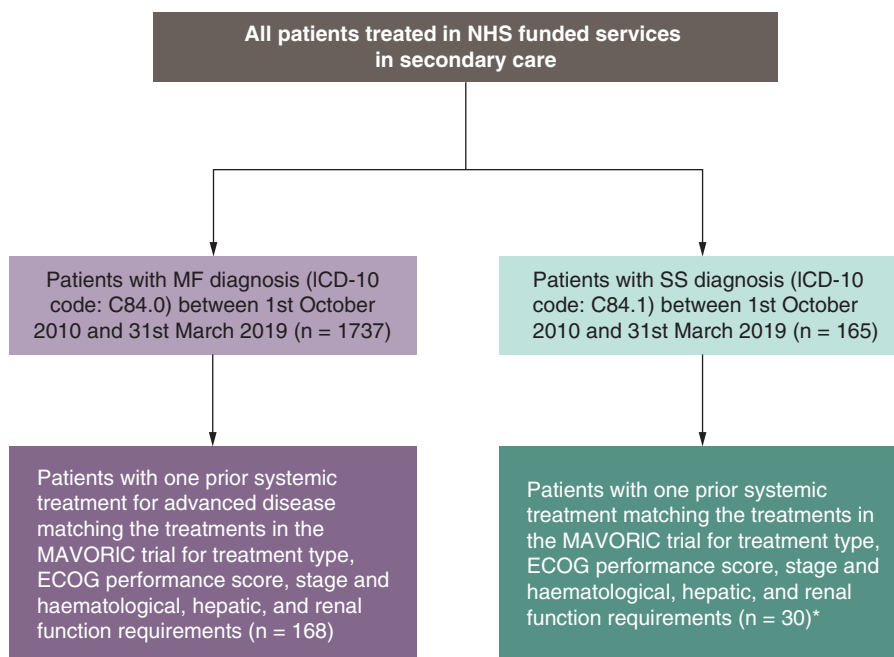 All patients treated in NHS funded services
in secondary care
Patients with MF diagnosis (ICD-10
code: C84.0) between 1st October
2010 and 31st March 2019 (n = 1737)
Patients with SS diagnosis (ICD-10
code: C84.1) between 1st October
2010 and 31st March 2019 (n = 165)
Patients with one prior systemic
treatment for advanced disease
matching the treatments in the
MAVORIC trial for treatment type,
ECOG performance score, stage and
haematological, hepatic, and renal
function requirements (n = 168)
Patients with one prior systemic
treatment matching the treatments in
the MAVORIC trial for treatment type,
ECOG performance score, stage and
haematological, hepatic, and renal
function requirements (n = 30)*